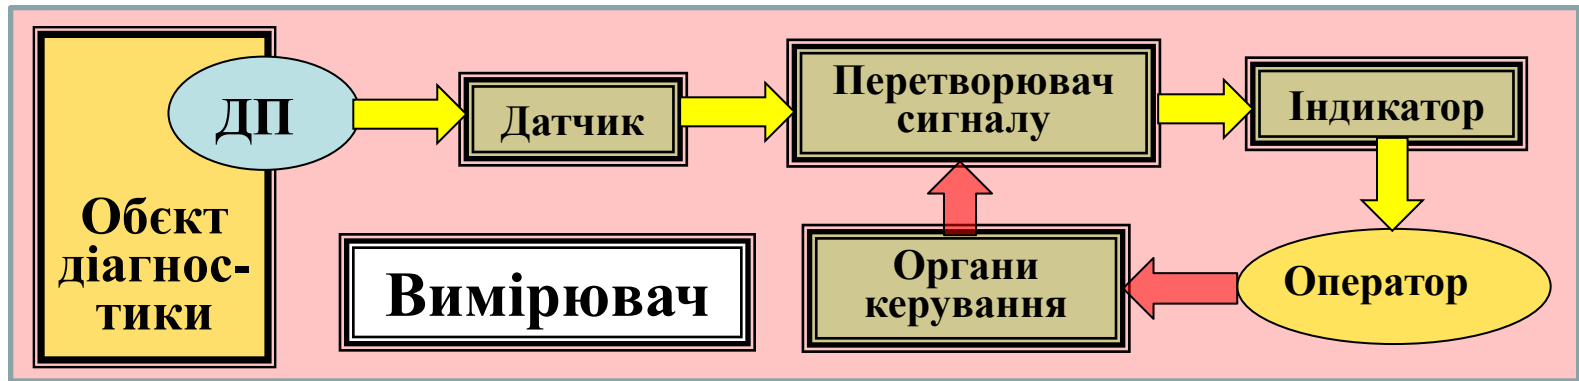 ДП
Обєкт
діагнос-
тики
Датчик
Перетворювач
сигналу
Індикатор
Вимірювач
Органи
керування
Оператор